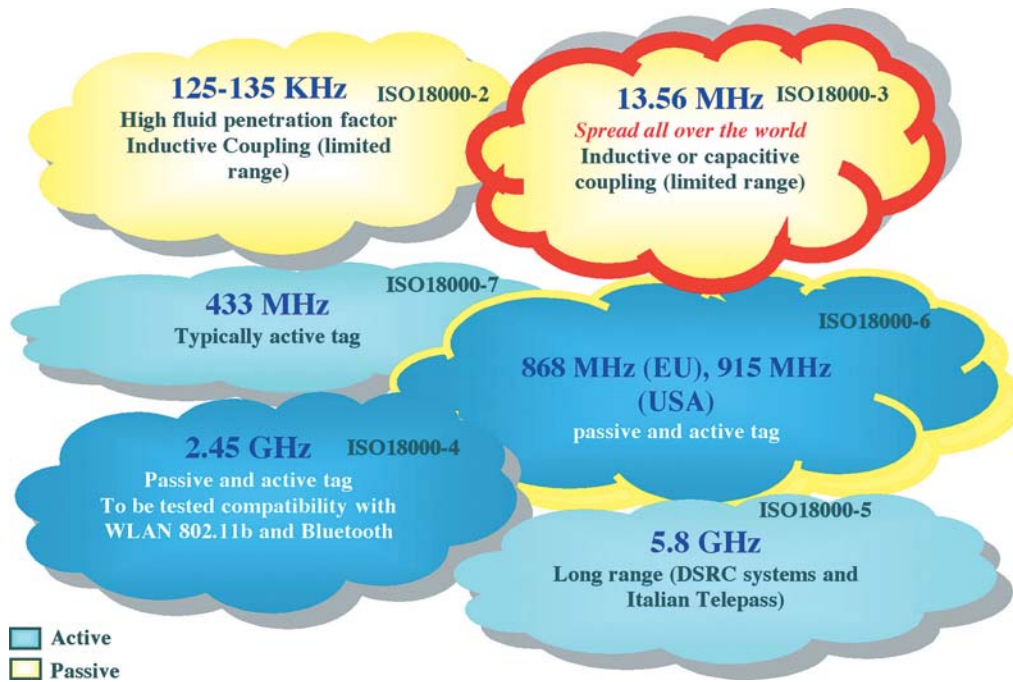 125-135 KHz
ISO18000-2
High fluid penetration factor
Inductive Coupling (limited
range)
13.56 MHz
ISO18000-3
Spread all over the world
Inductive or capacitive
coupling (limited range)
ISO18000-7
433 MHz
Typically active tag
ISO18000-6
868 MHz (EU), 915 MHz
(USA)
passive and active tag
2.45 GHz
ISO18000-4
Passive and active tag
To be tested compatibility with
WLAN 802.11b and Bluetooth
ISO18000-5
5.8 GHz
Long range (DSRC systems and
Italian Telepass)
Active
Passive